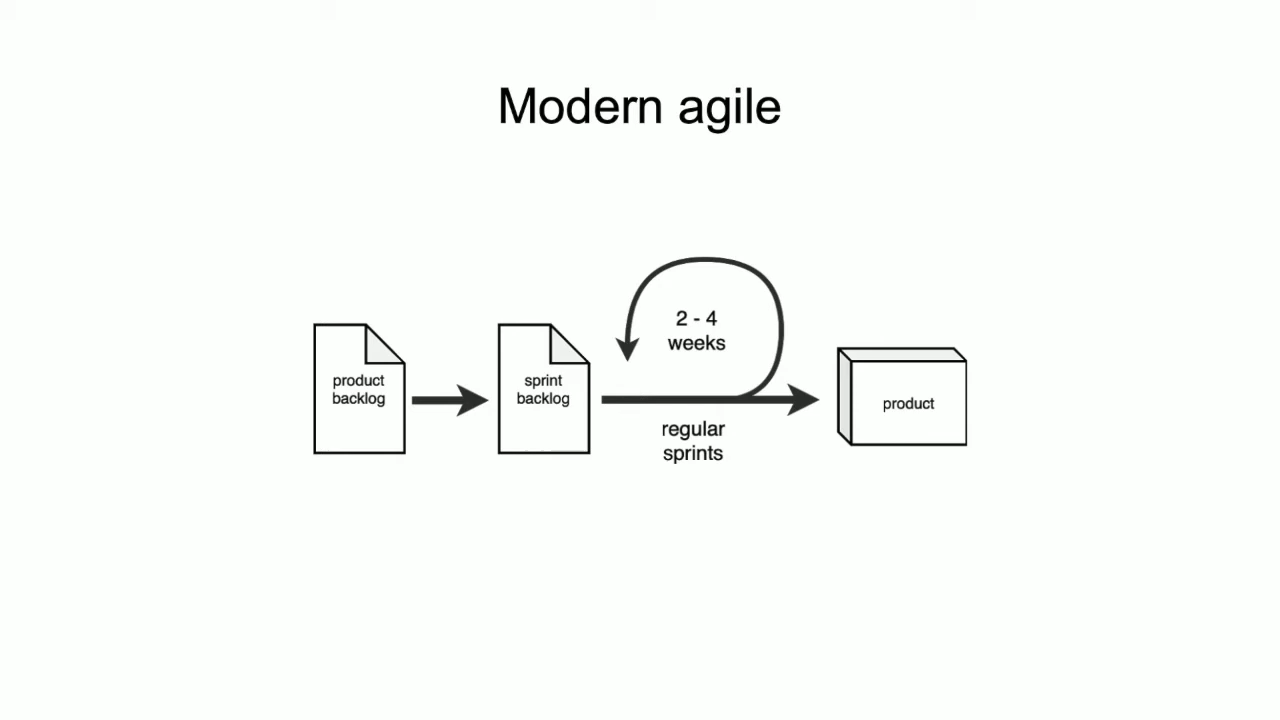 Modern agile
product
backlog
sprint
backlog
2 - 4
weeks
regular
sprints
product